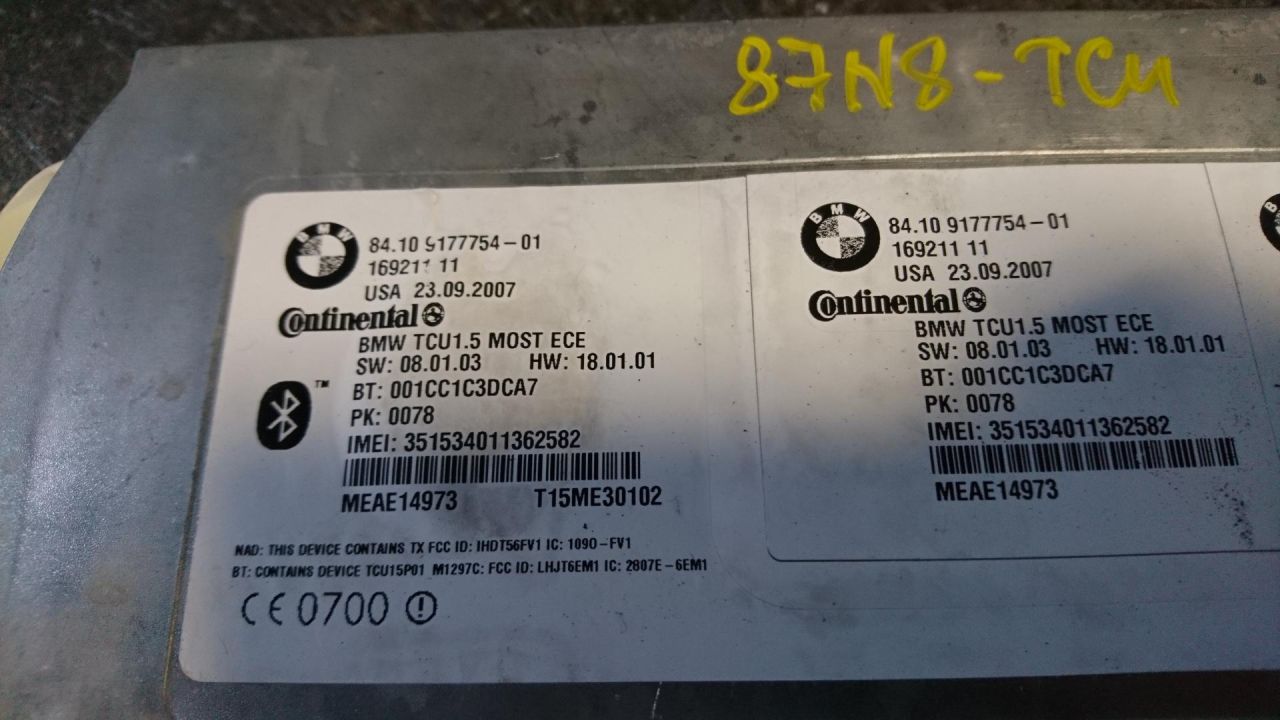 87N8-TCU
BMW
84.10 9177754-01
169211 11
USA 23.09.2007
Continental
BMW TCU1.5 MOST ECE
SW: 08.01.03 HW: 18.01.01
™
BT: 001CC1C3DCA7
PK: 0078
IMEI: 351534011362582
MEAE14973 T15ME30102
NAD: THIS DEVICE CONTAINS TX FCC ID: IHDT56FV1 IC: 109O-FV1
BT: CONTAINS DEVICE TCU15P01 M1297C: FCC ID: LHJT6EM1 IC: 2807E-6EM1
CE 0700
BMW
84.10 9177754-01
169211 11
USA 23.09.2007
Continental
BMW TCU1.5 MOST ECE
SW: 08.01.03 HW: 18.01.01
BT: 001CC1C3DCA7
PK: 0078
IMEI: 351534011362582
MEAE14973